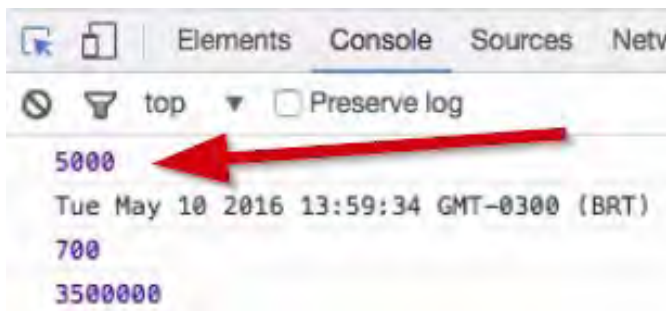 Elements Console Sources
top Preserve log
5000
Tue May 10 2016 13:59:34 GMT-0300 (BRT)
700
3500000